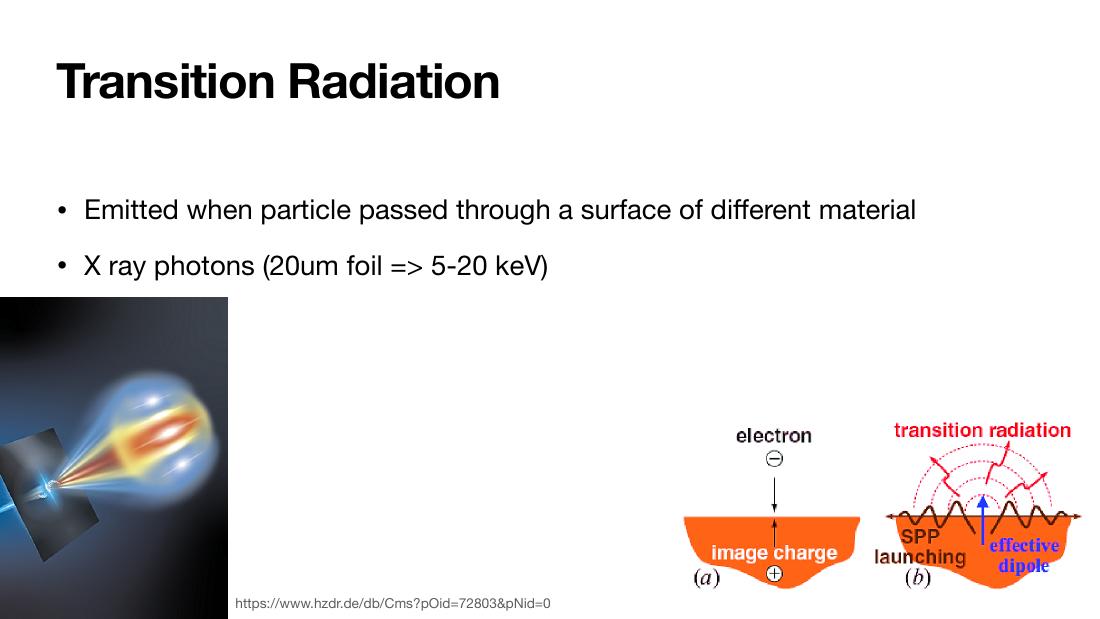 Transition Radiation
• Emitted when particle passed through a surface of different material
• X ray photons (20um foil => 5-20 keV)
electron
−
image charge
+
(a)
transition radiation
SPP
launching
effective
dipole
(b)
https://www.hzdr.de/db/Cms?pOid=72803&pNid=0